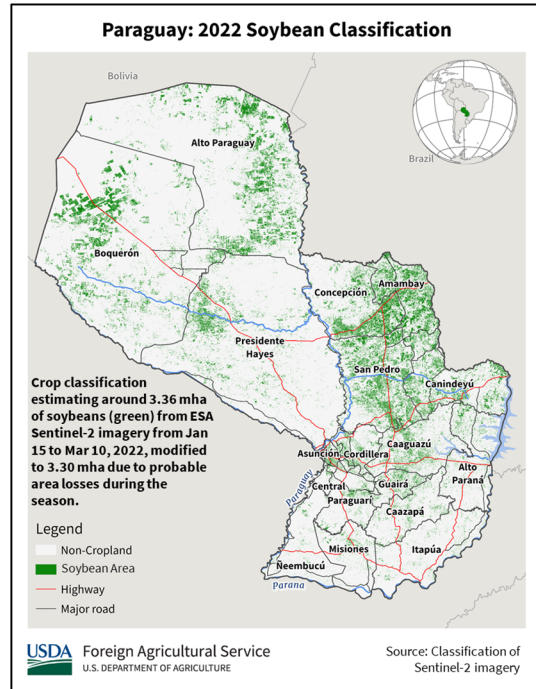 Paraguay: 2022 Soybean Classification
Bolivia
Brazil
Alto Paraguay
Boquerón
Concepción
Amambay
Presidente
Hayes
San Pedro
Canindeyú
Crop classification
estimating around 3.36 mha
of soybeans (green) from ESA
Sentinel-2 imagery from Jan
15 to Mar 10, 2022, modified
to 3.30 mha due to probable
area losses during the
season.
Caaguazú
Asunción
Cordillera
Alto
Paraná
Central
Guairá
Paraguarí
Caazapá
Paraguay
Misiones
Itapúa
Ñeembucú
Parana
Legend
Non-Cropland
Soybean Area
Highway
Major road
USDA
Foreign Agricultural Service
U.S. DEPARTMENT OF AGRICULTURE
Source: Classification of
Sentinel-2 imagery